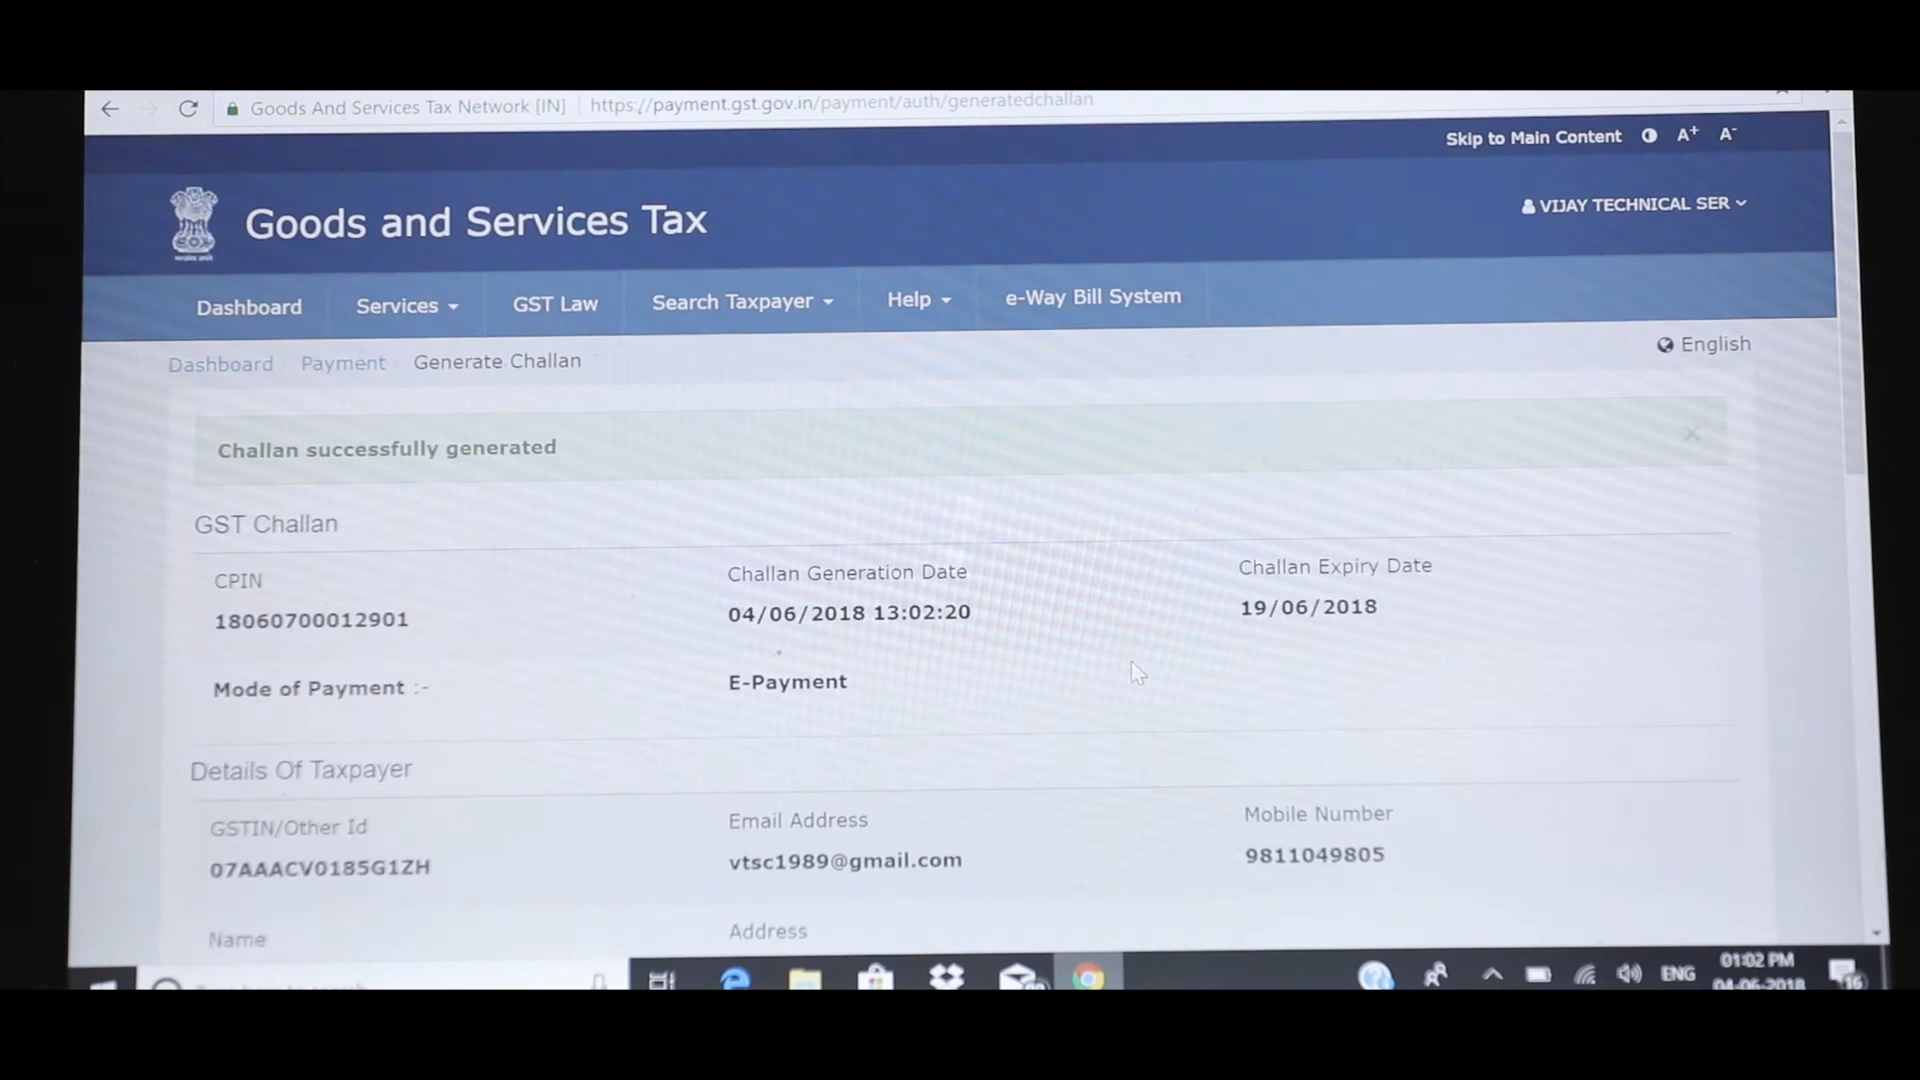 Goods And Services Tax Network [IN] https://payment.gst.gov.in/payment/auth/generatedchallan
Skip to Main Content A+ A-
Goods and Services Tax
VIJAY TECHNICAL SER
Dashboard Services GST Law Search Taxpayer Help e-Way Bill System
Dashboard Payment Generate Challan
English
Challan successfully generated
GST Challan
CPIN Challan Generation Date Challan Expiry Date
18060700012901 04/06/2018 13:02:20 19/06/2018
Mode of Payment :- E-Payment
Details Of Taxpayer
GSTIN/Other Id Email Address Mobile Number
07AAACV0185G1ZH vtsc1989@gmail.com 9811049805
Name Address
ENG 01:02 PM
04-06-2018 16